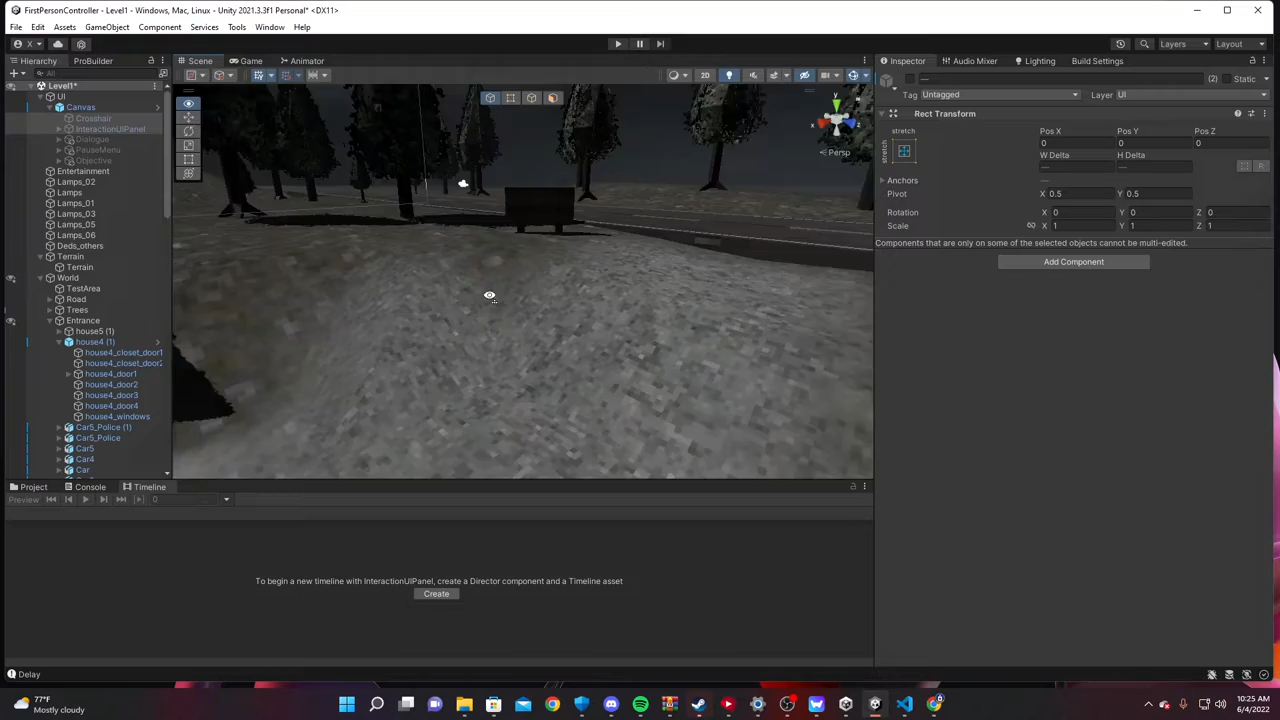 FirstPersonController - Level1 - Windows, Mac, Linux - Unity 2021.3.3f1 Personal* <DX11>
File Edit Assets GameObject Component Services Tools Window Help
X Layers Layout
Hierarchy ProBuilder Scene Game Animator Inspector Audio Mixer Lighting Build Settings
All 2D (2) Static
Level1*
UI
Canvas
Crosshair
InteractionUIPanel
Dialogue
PauseMenu
Objective
Entertainment
Lamps_02
Lamps
Lamps_01
Lamps_03
Lamps_05
Lamps_06
Deds_others
Terrain
Terrain
World
TestArea
Road
Trees
Entrance
house5 (1)
house4 (1)
house4_closet_door1
house4_closet_door2
house4_door1
house4_door2
house4_door3
house4_door4
house4_windows
Car5_Police (1)
Car5_Police
Car5
Car4
Car
y
x
z
Persp
Tag Untagged Layer UI
Rect Transform
stretch
stretch
Pos X Pos Y Pos Z
0 0 0
W Delta H Delta
R
Anchors
Pivot X 0.5 Y 0.5
Rotation X 0 Y 0 Z 0
Scale X 1 Y 1 Z 1
Components that are only on some of the selected objects cannot be multi-edited.
Add Component
Project Console Timeline
Preview 0
To begin a new timeline with InteractionUIPanel, create a Director component and a Timeline asset
Create
Delay
77°F
Mostly cloudy
10:25 AM
6/4/2022